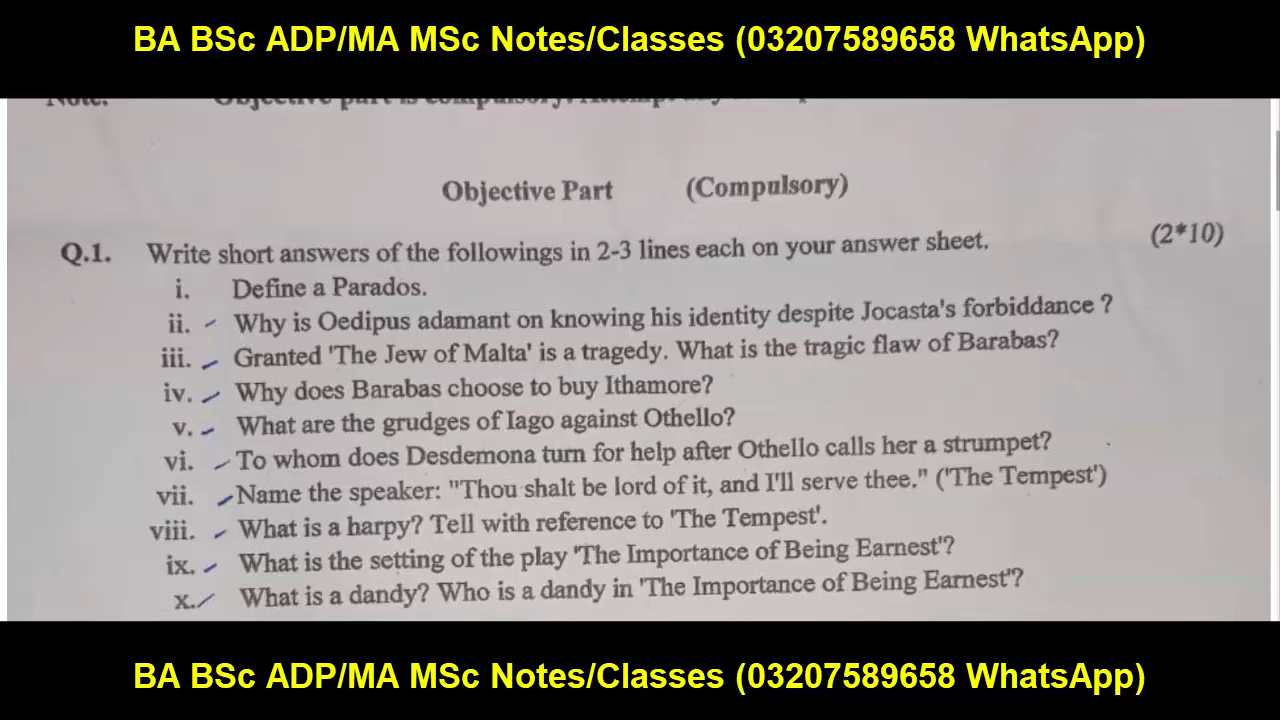 BA BSc ADP/MA MSc Notes/Classes (03207589658 WhatsApp)
Note: Objective part is compulsory. Attempt any
Objective Part (Compulsory)
Q.1. Write short answers of the followings in 2-3 lines each on your answer sheet. (2*10)
i. Define a Parados.
ii. Why is Oedipus adamant on knowing his identity despite Jocasta's forbiddance ?
iii. Granted 'The Jew of Malta' is a tragedy. What is the tragic flaw of Barabas?
iv. Why does Barabas choose to buy Ithamore?
v. What are the grudges of Iago against Othello?
vi. To whom does Desdemona turn for help after Othello calls her a strumpet?
vii. Name the speaker: "Thou shalt be lord of it, and I'll serve thee." ('The Tempest')
viii. What is a harpy? Tell with reference to 'The Tempest'.
ix. What is the setting of the play 'The Importance of Being Earnest'?
x. What is a dandy? Who is a dandy in 'The Importance of Being Earnest'?
BA BSc ADP/MA MSc Notes/Classes (03207589658 WhatsApp)